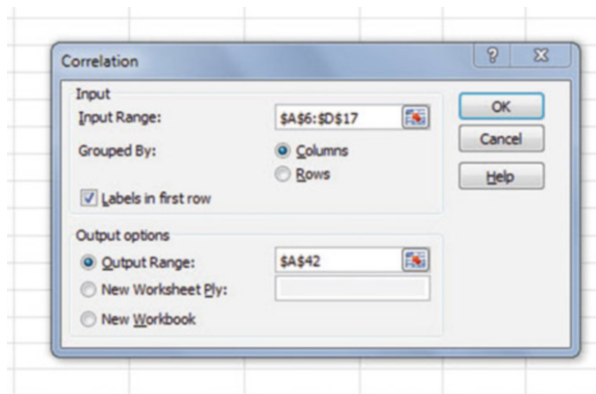 Correlation
Input
Input Range: $A$6:$D$17
Grouped By: Columns
Rows
Labels in first row
Output options
Output Range: $A$42
New Worksheet Ply:
New Workbook
OK
Cancel
Help